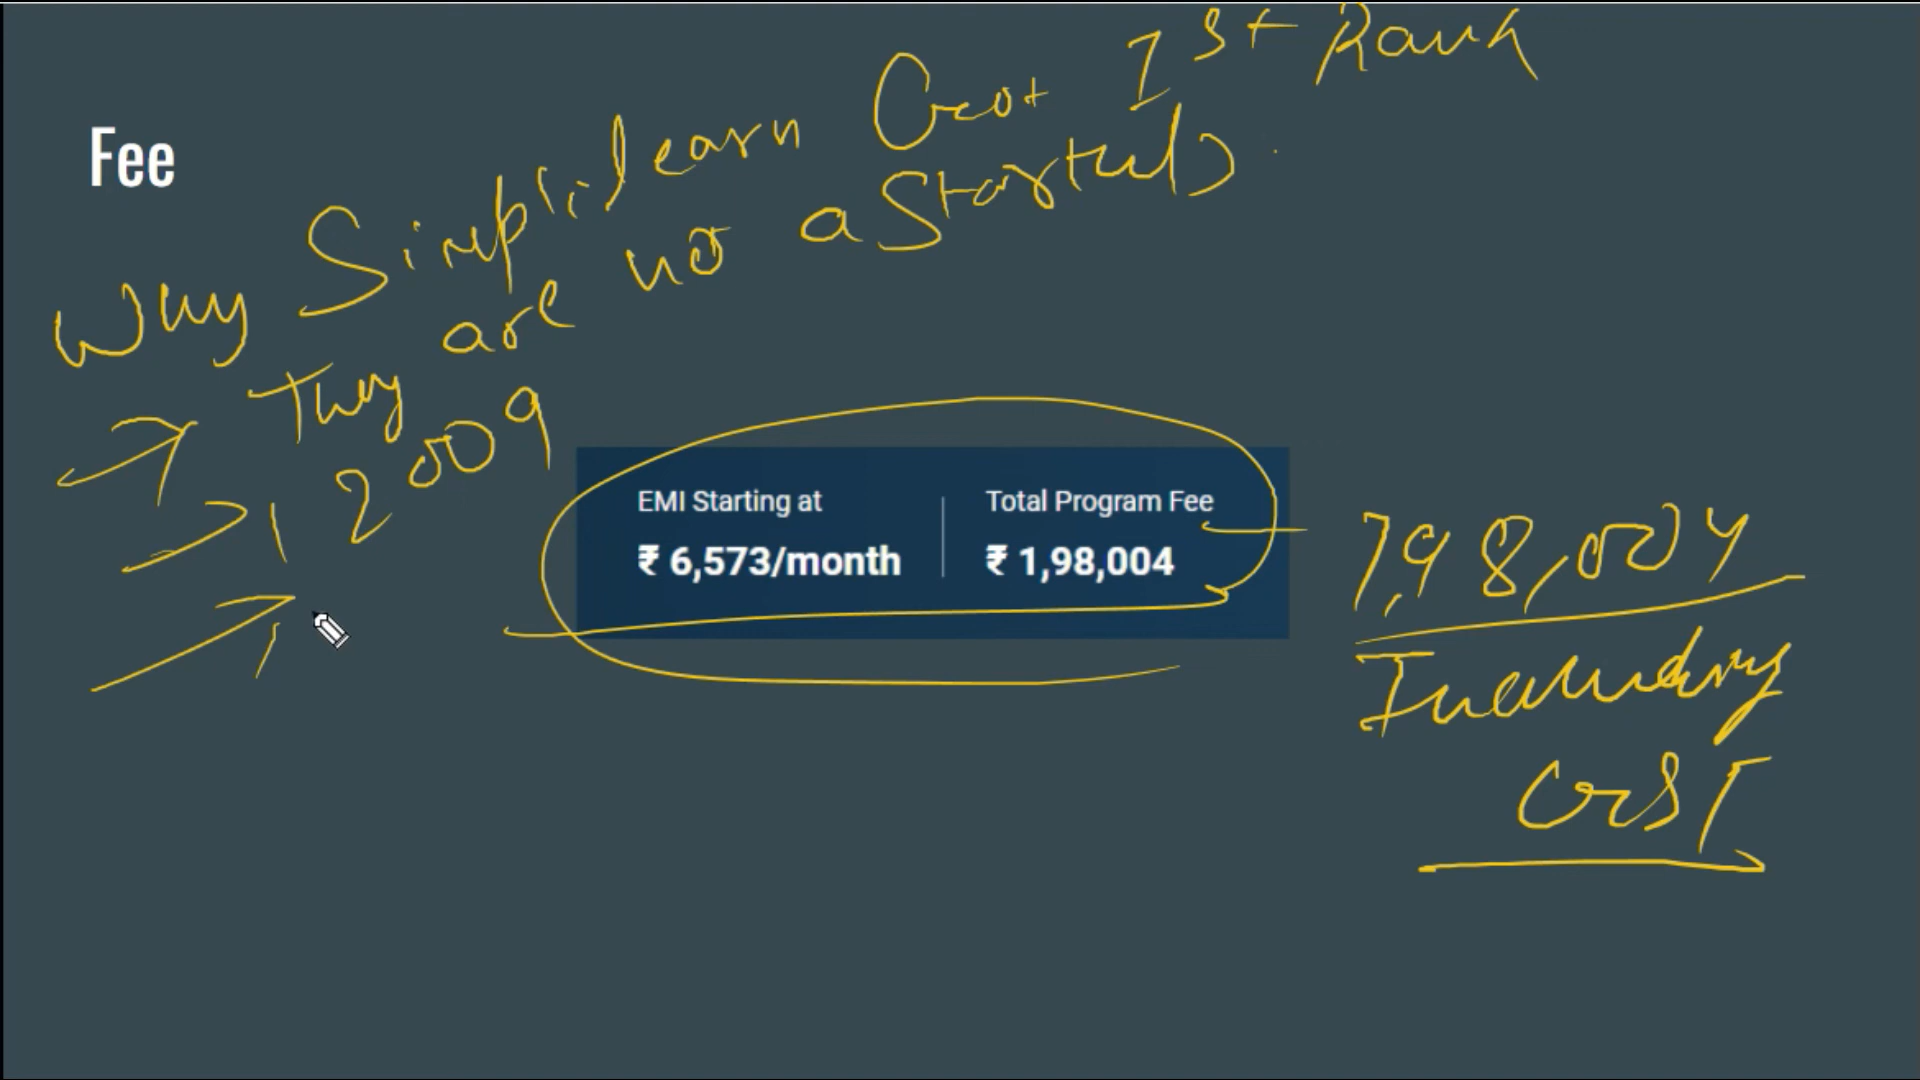 Fee
Why Simplilearn Got 1st Rank
They are no a Startup.
2009
EMI Starting at
₹ 6,573/month
Total Program Fee
₹ 1,98,004
1,98,004
Including
GST